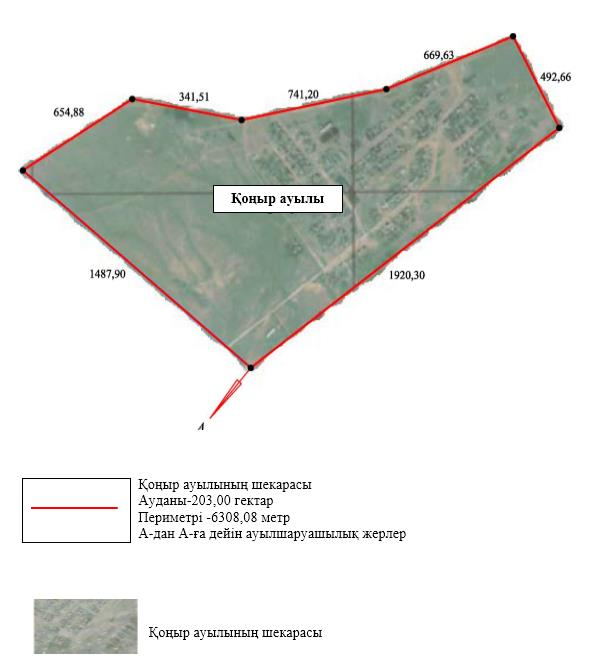 669,63
492,66
741,20
341,51
654,88
Қоңыр ауылы
1487,90
1920,30
A
Қоңыр ауылының шекарасы
Ауданы-203,00 гектар
Периметрі -6308,08 метр
А-дан А-ға дейін ауылшаруашылық жерлер
Қоңыр ауылының шекарасы